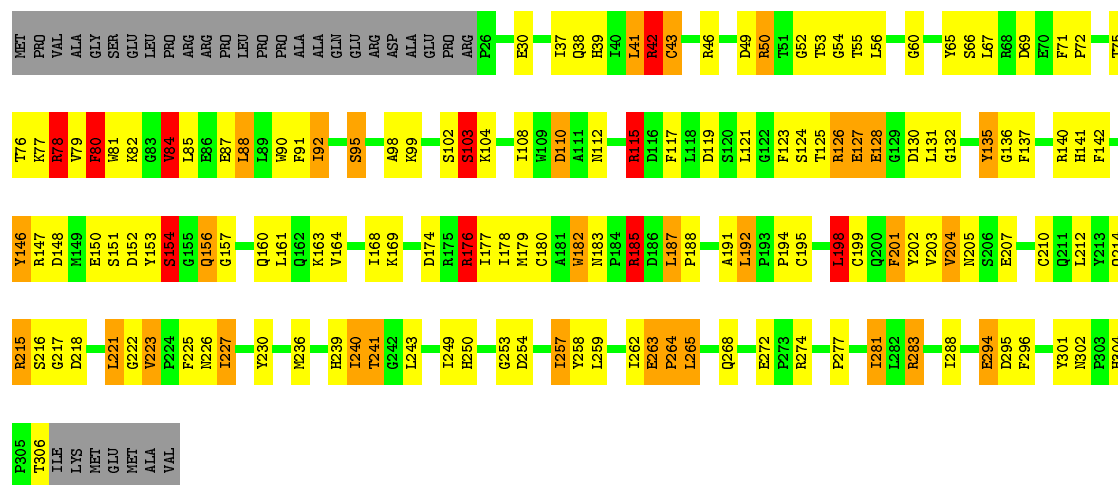 MET PRO VAL ALA GLY SER GLU LEU PRO ARG ARG PRO LEU PRO PRO ALA ALA GLN GLU ARG ASP ALA GLU PRO ARG P26 E30 I37 Q38 H39 I40 L41 R42 C43 R46 D49 R50 T51 G52 T53 G54 T55 L56 G60 Y65 S66 L67 R68 D69 E70 F71 P72 T75
T76 K77 R78 V79 F80 W81 K82 G83 V84 L85 E86 E87 L88 L89 W90 F91 I92 S95 A98 K99 S102 S103 K104 I108 W109 D110 A111 N112 R115 D116 F117 L118 D119 S120 L121 G122 F123 S124 T125 R126 E127 E128 G129 D130 L131 G132 Y135 G136 F137 R140 H141 F142
Y146 R147 D148 M149 E150 S151 D152 Y153 S154 G155 Q156 G157 Q160 L161 Q162 K163 V164 I168 K169 D174 R175 R176 I177 I178 M179 C180 A181 W182 N183 P184 R185 D186 L187 P188 A191 L192 P193 P194 C195 L198 C199 Q200 F201 Y202 V203 V204 N205 S206 E207 C210 Q211 L212 Y213 Q214
R215 S216 G217 D218 L221 G222 V223 P224 F225 N226 I227 Y230 M236 H239 I240 T241 G242 L243 I249 H250 G253 D254 I257 Y258 L259 I262 E263 P264 L265 Q268 E272 P273 R274 P277 I281 L282 R283 I288 E294 D295 F296 Y301 N302 P303 H304
P305 T306 ILE LYS MET GLU MET ALA VAL